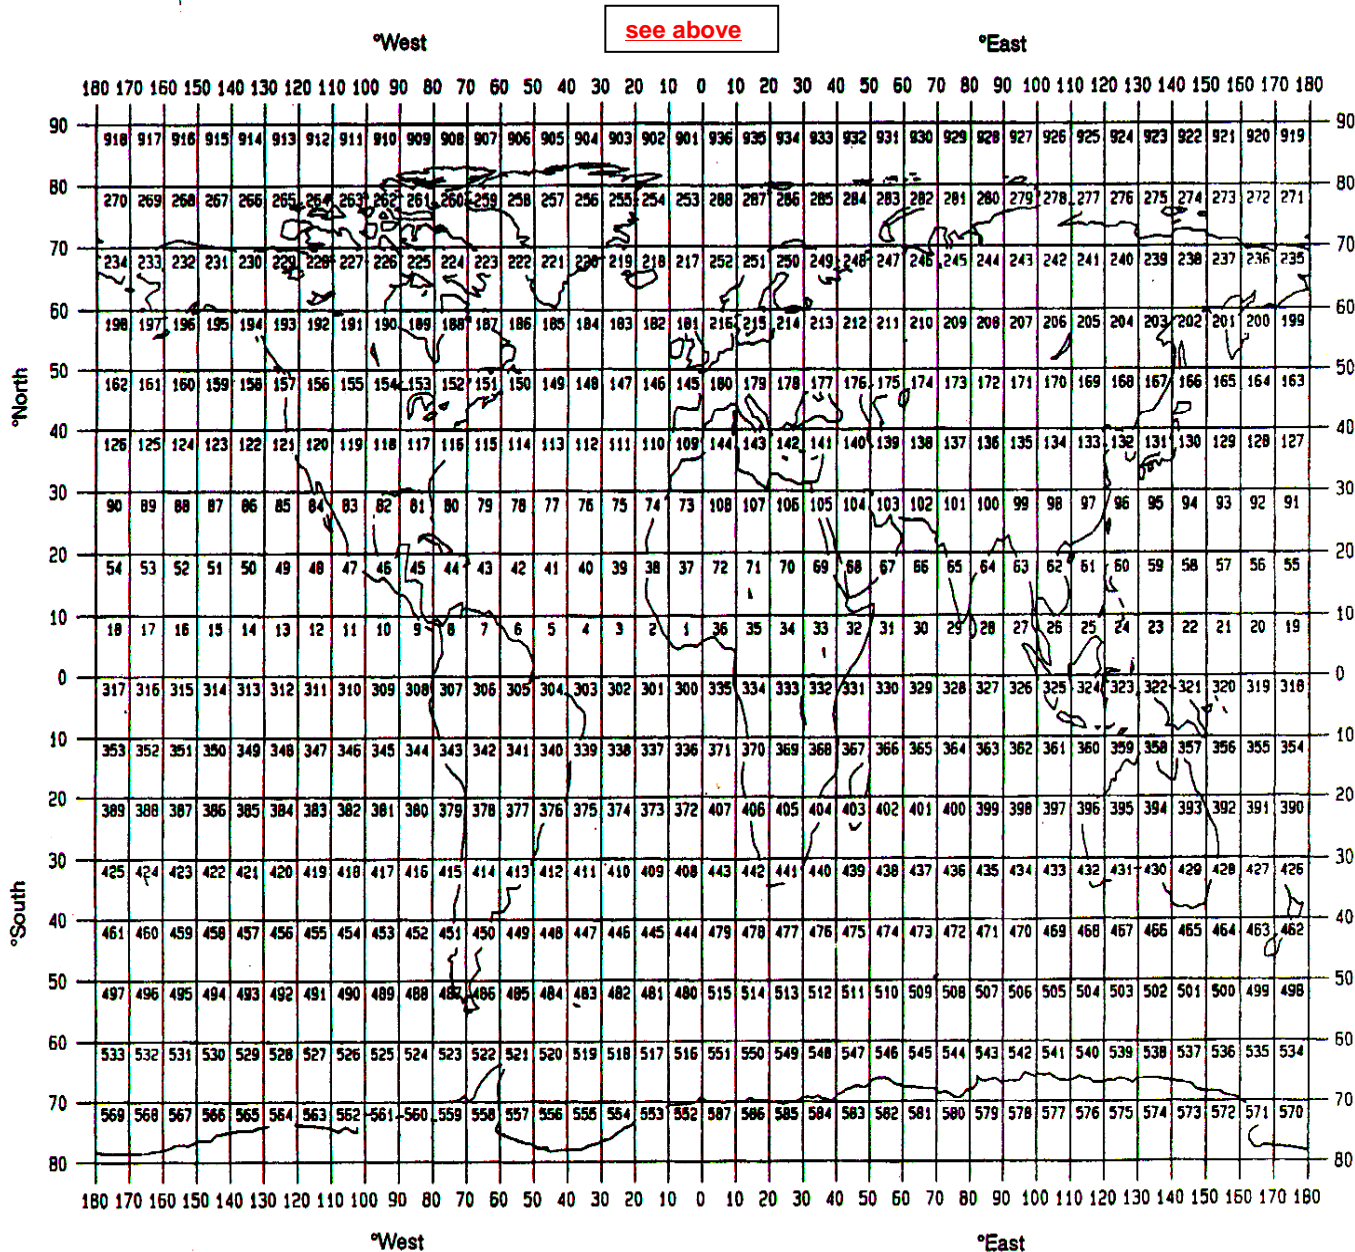 see above
°West °East
180 170 160 150 140 130 120 110 100 90 80 70 60 50 40 30 20 10 0 10 20 30 40 50 60 70 80 90 100 110 120 130 140 150 160 170 180
90 90
918 917 916 915 914 913 912 911 910 909 908 907 906 905 904 903 902 901 936 935 934 933 932 931 930 929 928 927 926 925 924 923 922 921 920 919
80 80
270 269 268 267 266 265 264 263 262 261 260 259 258 257 256 255 254 253 288 287 286 285 284 283 282 281 280 279 278 277 276 275 274 273 272 271
70 70
234 233 232 231 230 229 228 227 226 225 224 223 222 221 220 219 218 217 252 251 250 249 248 247 246 245 244 243 242 241 240 239 238 237 236 235
60 60
198 197 196 195 194 193 192 191 190 189 188 187 186 185 184 183 182 181 216 215 214 213 212 211 210 209 208 207 206 205 204 203 202 201 200 199
50 50
162 161 160 159 158 157 156 155 154 153 152 151 150 149 148 147 146 145 180 179 178 177 176 175 174 173 172 171 170 169 168 167 166 165 164 163
°North
40 40
126 125 124 123 122 121 120 119 118 117 116 115 114 113 112 111 110 109 144 143 142 141 140 139 138 137 136 135 134 133 132 131 130 129 128 127
30 30
90 89 88 87 86 85 84 83 82 81 80 79 78 77 76 75 74 73 108 107 106 105 104 103 102 101 100 99 98 97 96 95 94 93 92 91
20 20
54 53 52 51 50 49 48 47 46 45 44 43 42 41 40 39 38 37 72 71 70 69 68 67 66 65 64 63 62 61 60 59 58 57 56 55
10 10
18 17 16 15 14 13 12 11 10 9 8 7 6 5 4 3 2 1 36 35 34 33 32 31 30 29 28 27 26 25 24 23 22 21 20 19
0 0
317 316 315 314 313 312 311 310 309 308 307 306 305 304 303 302 301 300 335 334 333 332 331 330 329 328 327 326 325 324 323 322 321 320 319 318
10 10
353 352 351 350 349 348 347 346 345 344 343 342 341 340 339 338 337 336 371 370 369 368 367 366 365 364 363 362 361 360 359 358 357 356 355 354
20 20
389 388 387 386 385 384 383 382 381 380 379 378 377 376 375 374 373 372 407 406 405 404 403 402 401 400 399 398 397 396 395 394 393 392 391 390
30 30
425 424 423 422 421 420 419 418 417 416 415 414 413 412 411 410 409 408 443 442 441 440 439 438 437 436 435 434 433 432 431 430 429 428 427 426
°South
40 40
461 460 459 458 457 456 455 454 453 452 451 450 449 448 447 446 445 444 479 478 477 476 475 474 473 472 471 470 469 468 467 466 465 464 463 462
50 50
497 496 495 494 493 492 491 490 489 488 487 486 485 484 483 482 481 480 515 514 513 512 511 510 509 508 507 506 505 504 503 502 501 500 499 498
60 60
533 532 531 530 529 528 527 526 525 524 523 522 521 520 519 518 517 516 551 550 549 548 547 546 545 544 543 542 541 540 539 538 537 536 535 534
70 70
569 568 567 566 565 564 563 562 561 560 559 558 557 556 555 554 553 552 587 586 585 584 583 582 581 580 579 578 577 576 575 574 573 572 571 570
80 80
180 170 160 150 140 130 120 110 100 90 80 70 60 50 40 30 20 10 0 10 20 30 40 50 60 70 80 90 100 110 120 130 140 150 160 170 180
°West °East